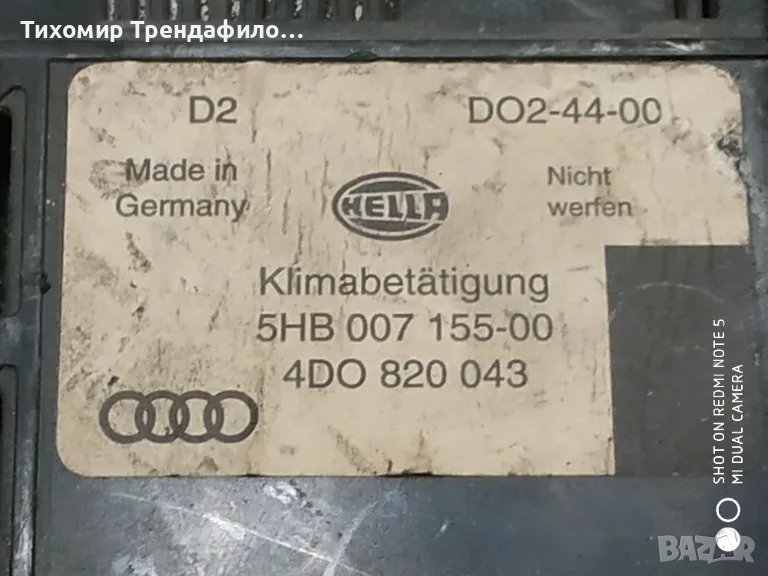 Тихомир Трендафило...
D2
DO2-44-00
Made in
Germany
HELLA
Nicht
werfen
Klimabetätigung
5HB 007 155-00
4DO 820 043
SHOT ON REDMI NOTE 5
MI DUAL CAMERA
BAZAR